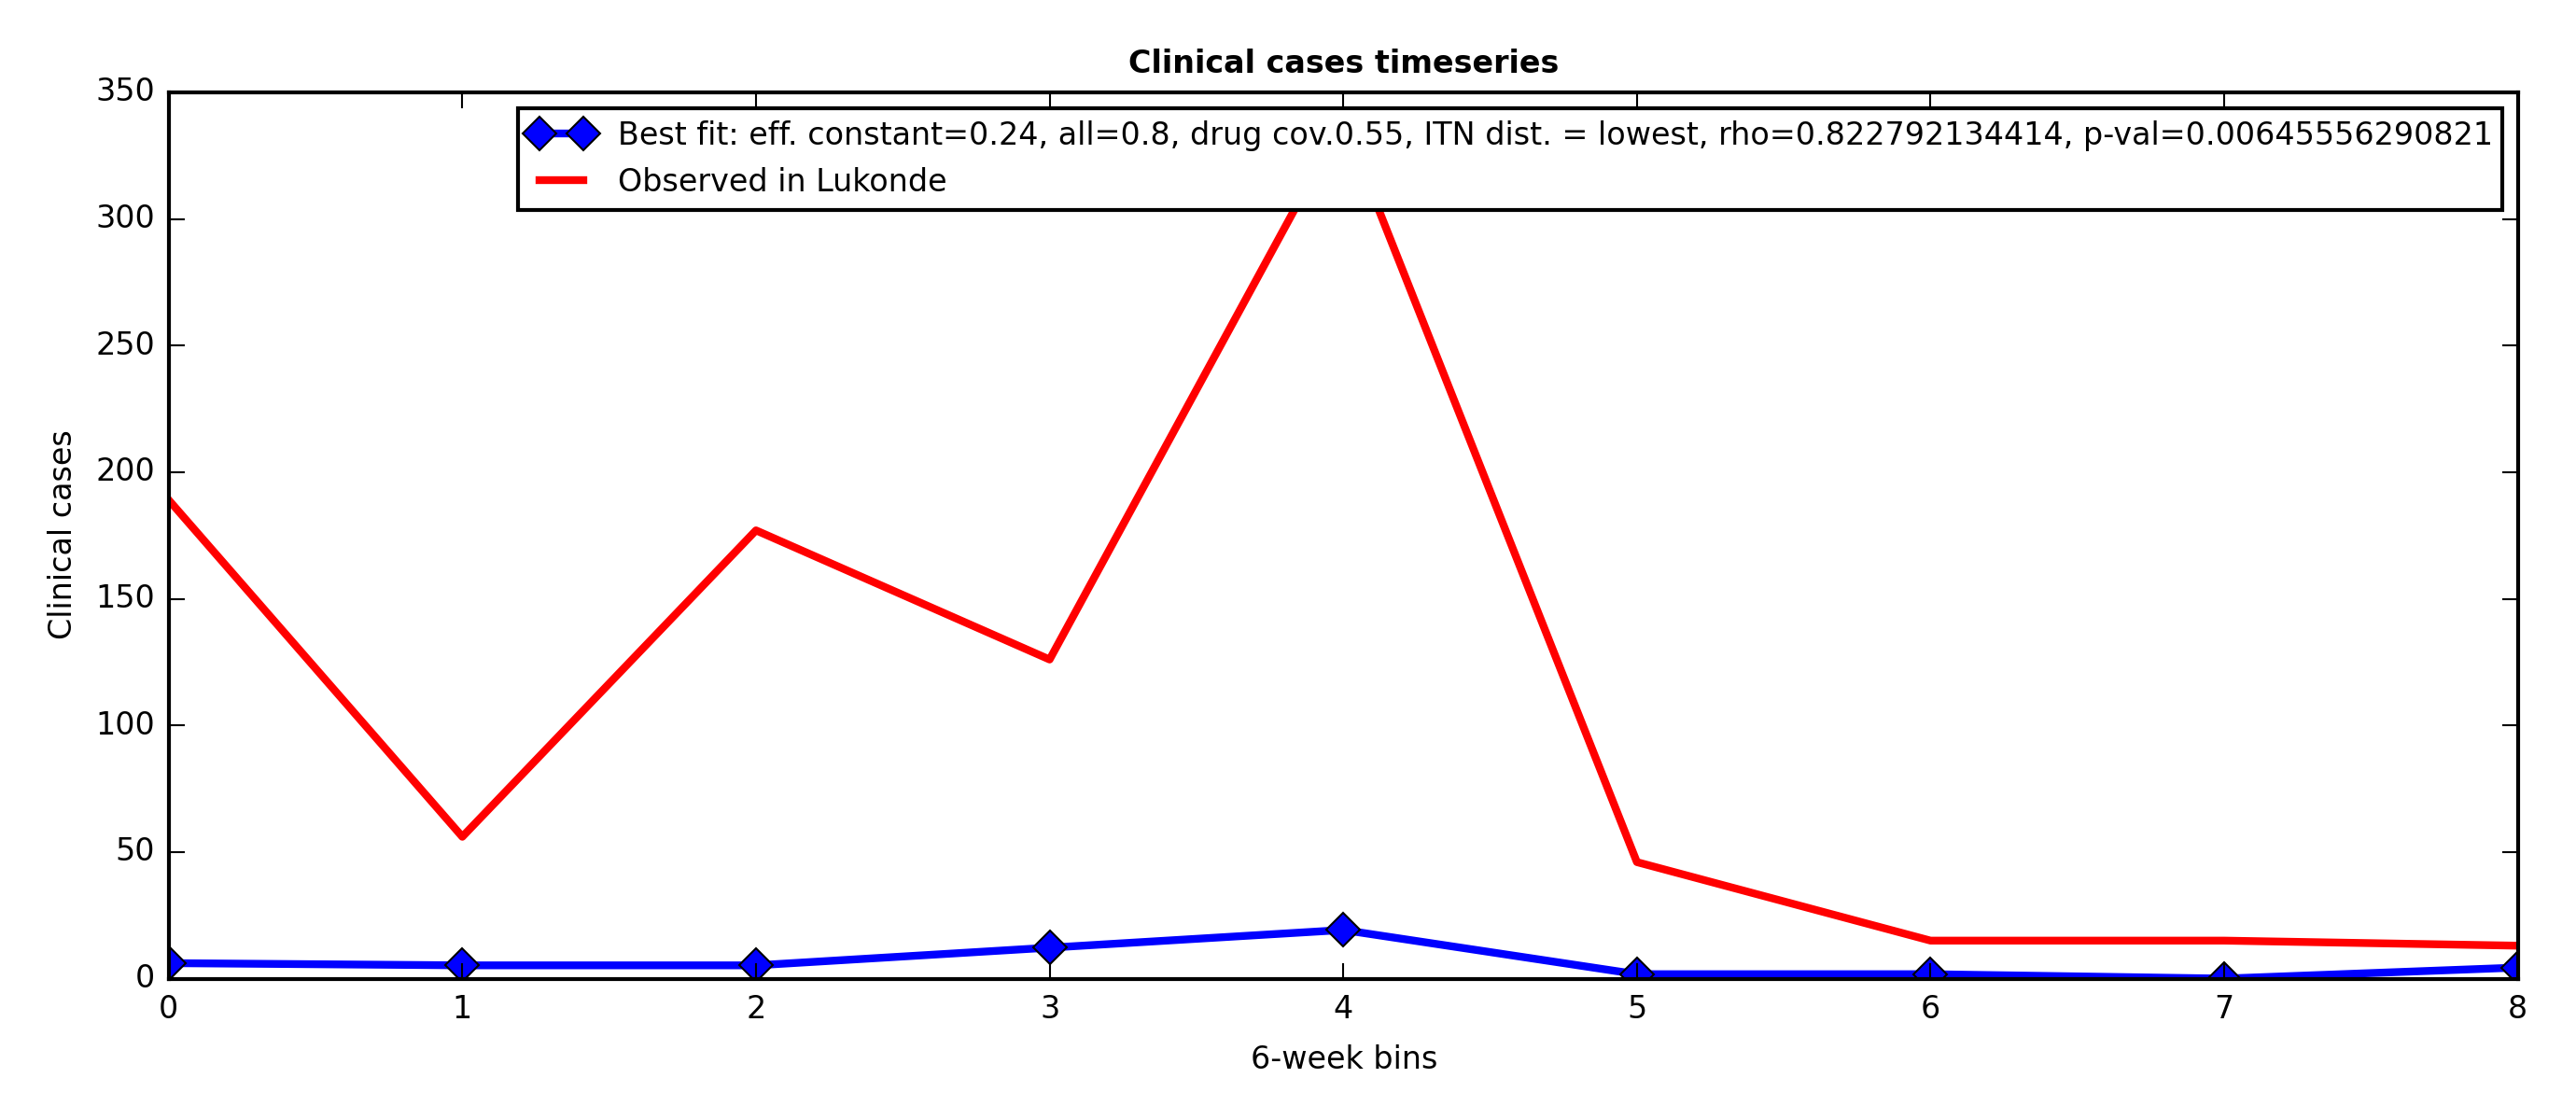 Clinical cases timeseries
350
300
250
200
150
100
50
0
Clinical cases
Best fit: eff. constant=0.24, all=0.8, drug cov.0.55, ITN dist. = lowest, rho=0.822792134414, p-val=0.00645556290821
Observed in Lukonde
0 1 2 3 4 5 6 7 8
6-week bins